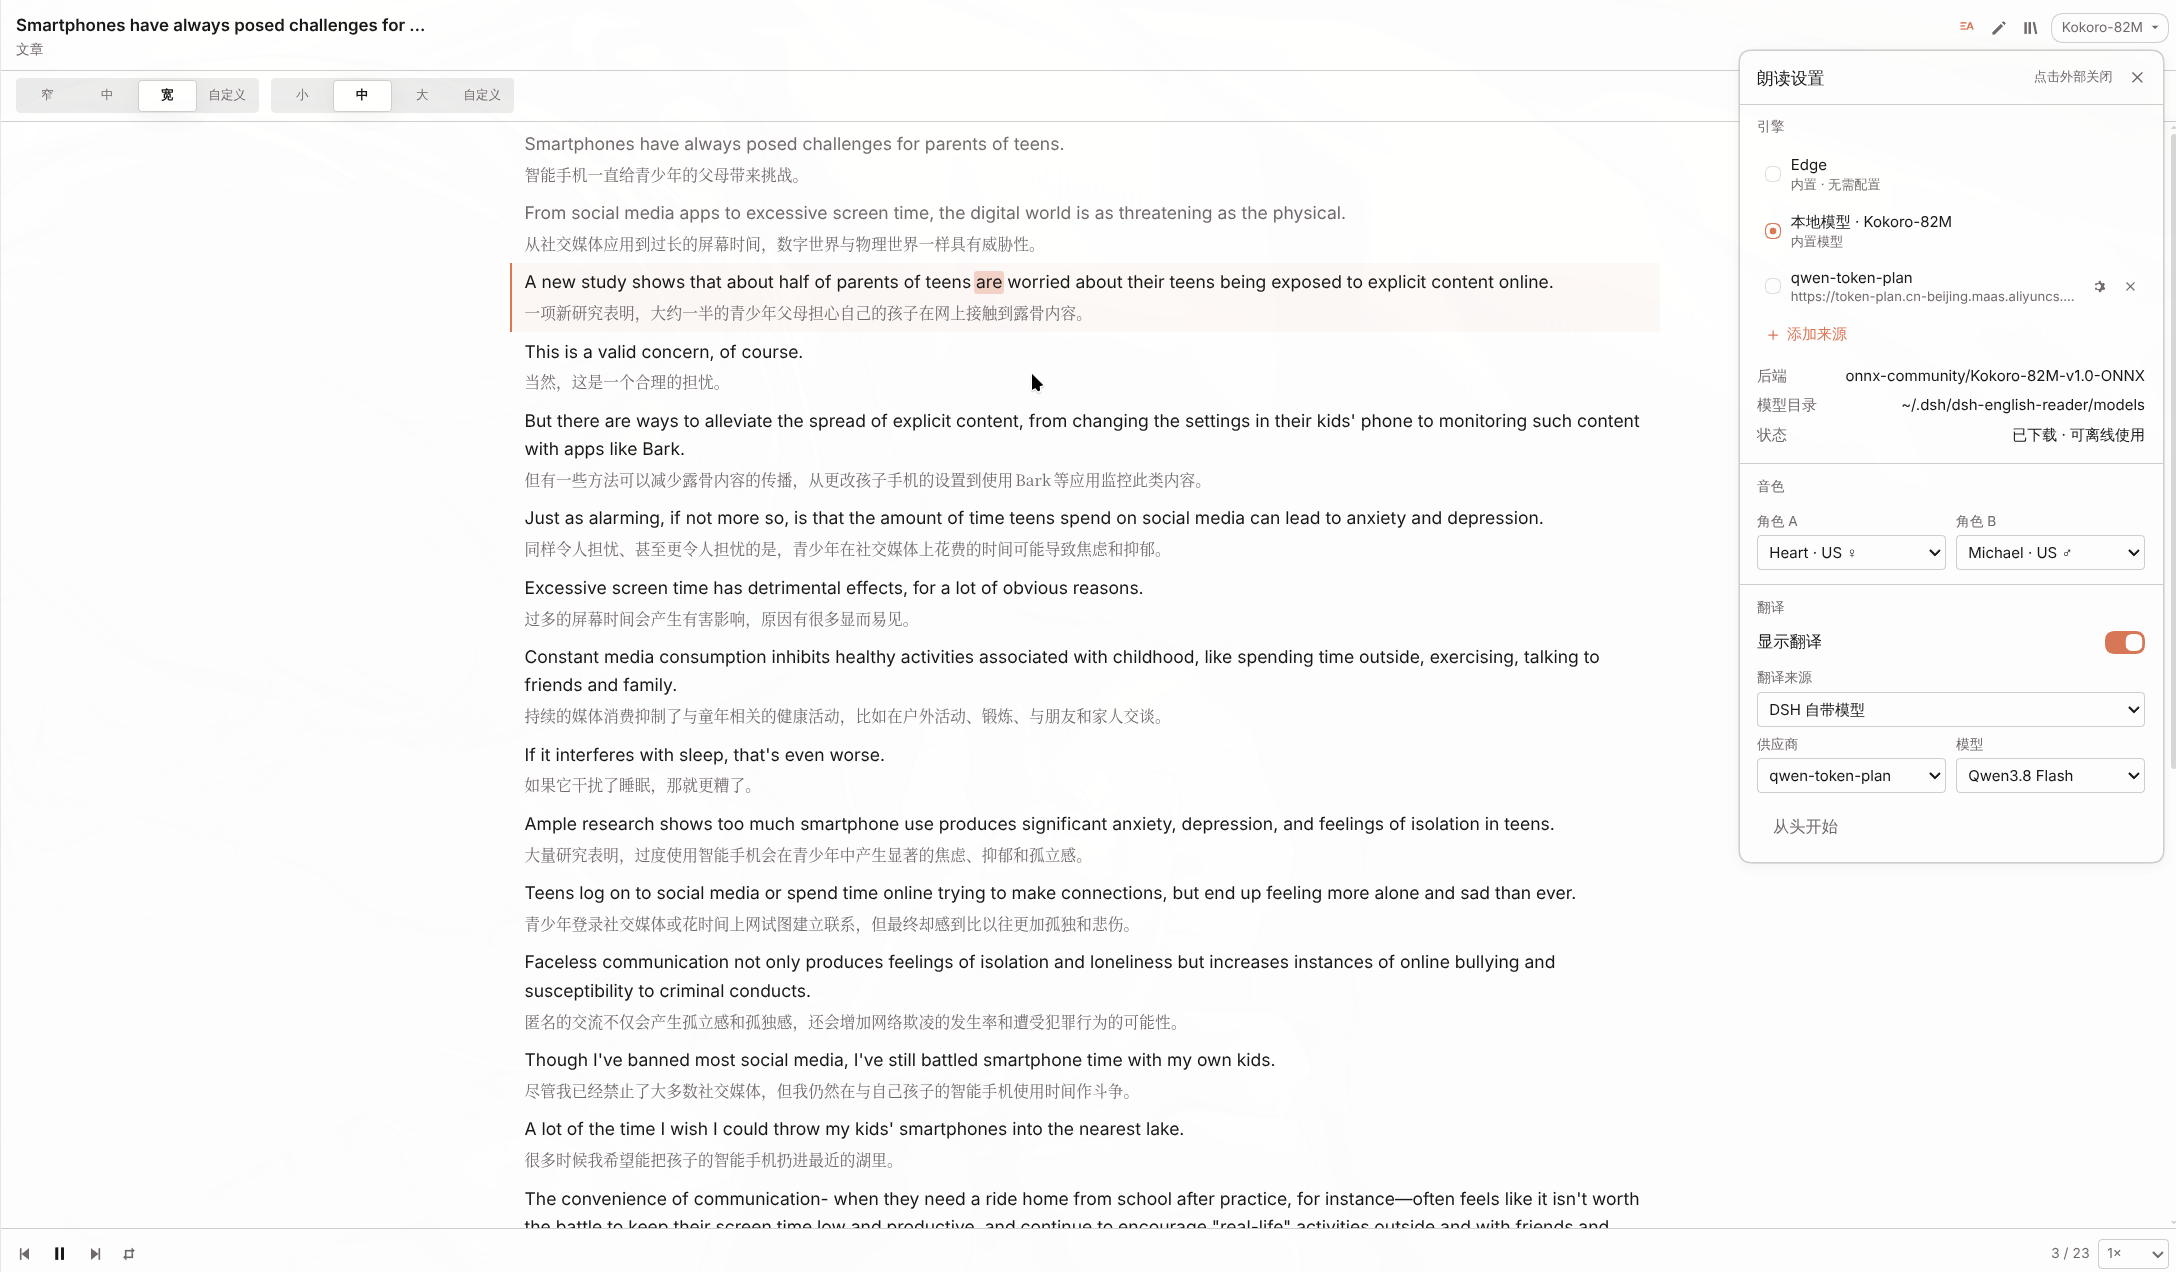 Smartphones have always posed challenges for ...
文章
Kokoro-82M
窄 中 宽 自定义 小 中 大 自定义
Smartphones have always posed challenges for parents of teens.
智能手机一直给青少年的父母带来挑战。
From social media apps to excessive screen time, the digital world is as threatening as the physical.
从社交媒体应用到过长的屏幕时间，数字世界与物理世界一样具有威胁性。
A new study shows that about half of parents of teens are worried about their teens being exposed to explicit content online.
一项新研究表明，大约一半的青少年父母担心自己的孩子在网上接触到露骨内容。
This is a valid concern, of course.
当然，这是一个合理的担忧。
But there are ways to alleviate the spread of explicit content, from changing the settings in their kids' phone to monitoring such content
with apps like Bark.
但有一些方法可以减少露骨内容的传播，从更改孩子手机的设置到使用 Bark 等应用监控此类内容。
Just as alarming, if not more so, is that the amount of time teens spend on social media can lead to anxiety and depression.
同样令人担忧、甚至更令人担忧的是，青少年在社交媒体上花费的时间可能导致焦虑和抑郁。
Excessive screen time has detrimental effects, for a lot of obvious reasons.
过多的屏幕时间会产生有害影响，原因有很多显而易见。
Constant media consumption inhibits healthy activities associated with childhood, like spending time outside, exercising, talking to
friends and family.
持续的媒体消费抑制了与童年相关的健康活动，比如在户外活动、锻炼、与朋友和家人交谈。
If it interferes with sleep, that's even worse.
如果它干扰了睡眠，那就更糟了。
Ample research shows too much smartphone use produces significant anxiety, depression, and feelings of isolation in teens.
大量研究表明，过度使用智能手机会在青少年中产生显著的焦虑、抑郁和孤立感。
Teens log on to social media or spend time online trying to make connections, but end up feeling more alone and sad than ever.
青少年登录社交媒体或花时间上网试图建立联系，但最终却感到比以往更加孤独和悲伤。
Faceless communication not only produces feelings of isolation and loneliness but increases instances of online bullying and
susceptibility to criminal conducts.
匿名的交流不仅会产生孤立感和孤独感，还会增加网络欺凌的发生率和遭受犯罪行为的可能性。
Though I've banned most social media, I've still battled smartphone time with my own kids.
尽管我已经禁止了大多数社交媒体，但我仍然在与自己孩子的智能手机使用时间作斗争。
A lot of the time I wish I could throw my kids' smartphones into the nearest lake.
很多时候我希望能把孩子的智能手机扔进最近的湖里。
The convenience of communication- when they need a ride home from school after practice, for instance—often feels like it isn't worth
the battle to keep their screen time low and productive, and continue to encourage "real-life" activities outside and with friends and
朗读设置 点击外部关闭
引擎
Edge
内置 · 无需配置
本地模型 · Kokoro-82M
内置模型
qwen-token-plan
https://token-plan.cn-beijing.maas.aliyuncs....
+ 添加来源
后端 onnx-community/Kokoro-82M-v1.0-ONNX
模型目录 ~/.dsh/dsh-english-reader/models
状态 已下载 · 可离线使用
音色
角色 A 角色 B
Heart · US ♀ Michael · US ♂
翻译
显示翻译
翻译来源
DSH 自带模型
供应商 模型
qwen-token-plan Qwen3.8 Flash
从头开始
3 / 23 1×